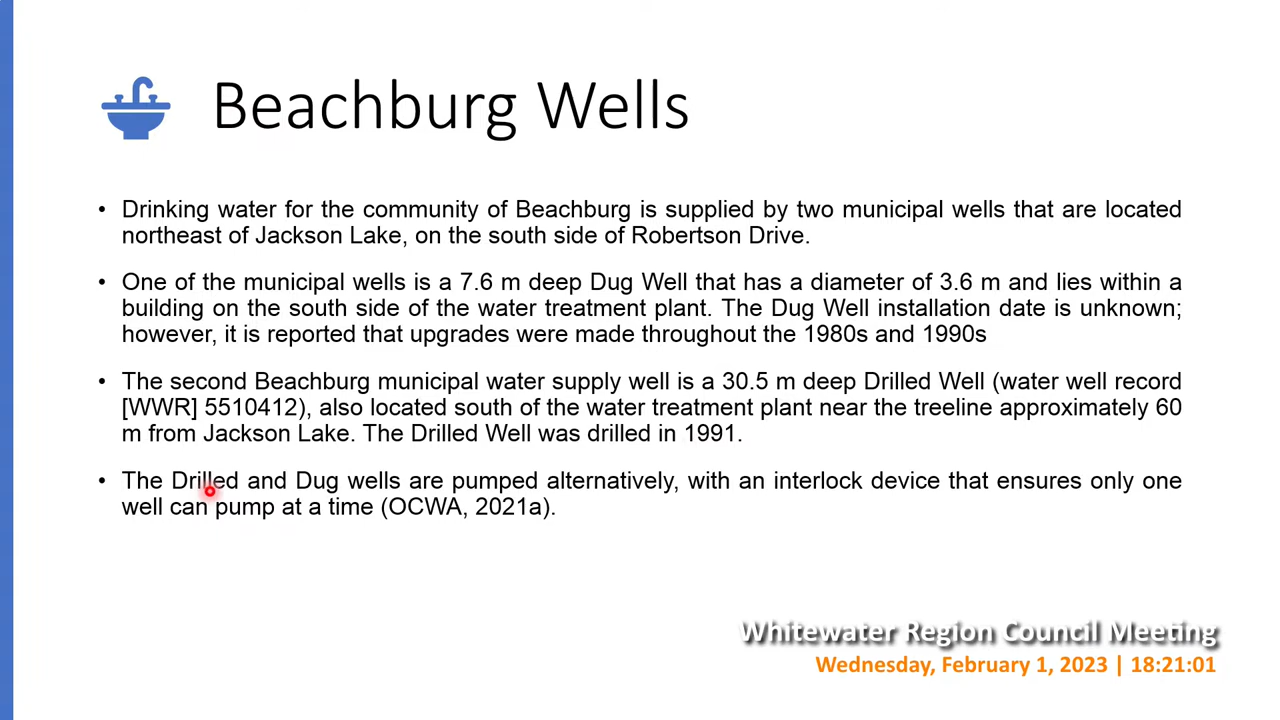 Beachburg Wells
• Drinking water for the community of Beachburg is supplied by two municipal wells that are located
northeast of Jackson Lake, on the south side of Robertson Drive.
• One of the municipal wells is a 7.6 m deep Dug Well that has a diameter of 3.6 m and lies within a
building on the south side of the water treatment plant. The Dug Well installation date is unknown;
however, it is reported that upgrades were made throughout the 1980s and 1990s
• The second Beachburg municipal water supply well is a 30.5 m deep Drilled Well (water well record
[WWR] 5510412), also located south of the water treatment plant near the treeline approximately 60
m from Jackson Lake. The Drilled Well was drilled in 1991.
• The Drilled and Dug wells are pumped alternatively, with an interlock device that ensures only one
well can pump at a time (OCWA, 2021a).
Whitewater Region Council Meeting
Wednesday, February 1, 2023 | 18:21:01